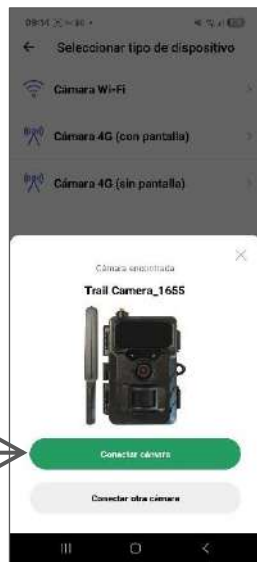 Seleccionar tipo de dispositivo
Cámara Wi-Fi
Cámara 4G (con pantalla)
Cámara 4G (sin pantalla)
Cámara encontrada
Trail Camera_1655
Conectar cámara
Conectar otra cámara